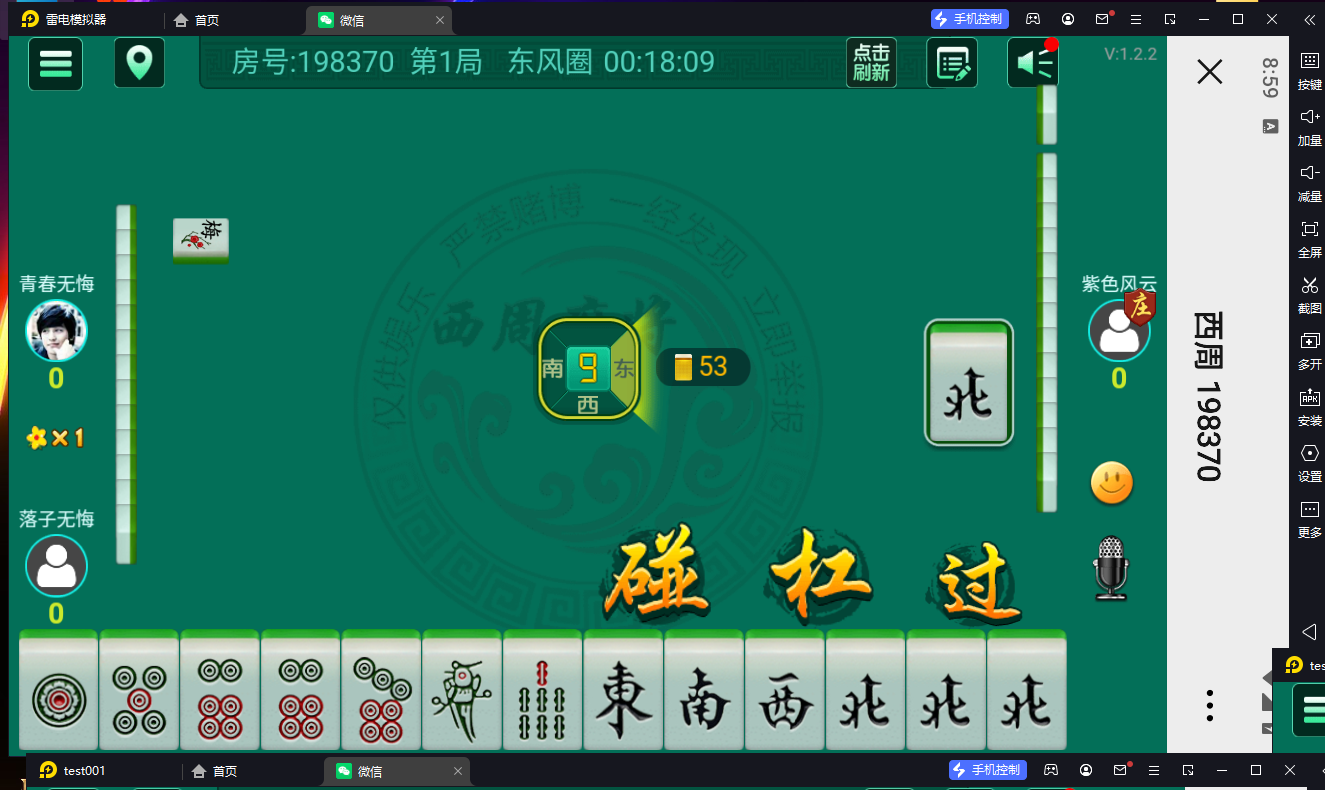 雷电模拟器
首页
微信
手机控制
房号:198370 第1局 东风圈 00:18:09
点击
刷新
V:1.2.2
8:59
A
按键
加量
减量
全屏
截图
多开
APK
安装
设置
更多
西周 198370
严禁赌博 一经发现 立即举报
仅供娱乐
西周麻将
梅
青春无悔
0
×1
落子无悔
0
紫色风云
庄
0
南
9
东
西
53
北
碰 杠 过
東 南 西 北 北 北
tes
test001
首页
微信
手机控制